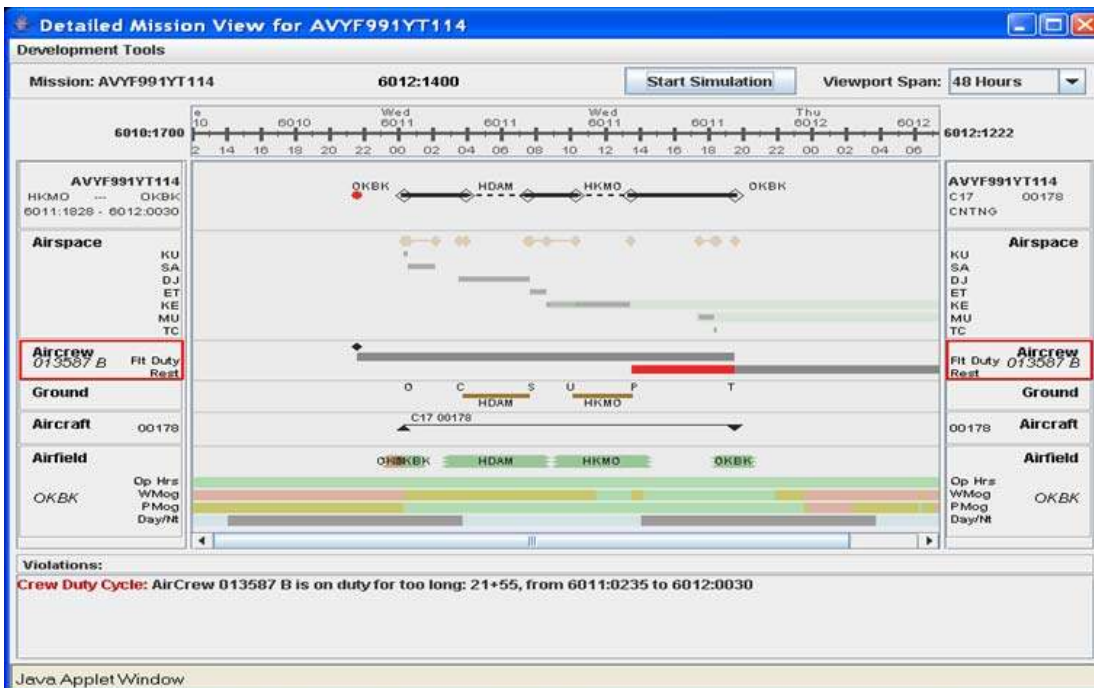 Detailed Mission View for AVYF991YT114
Development Tools
Mission: AVYF991YT114 6012:1400 Start Simulation Viewport Span: 48 Hours
e Wed Wed Thu
10 6010 6011 6011 6011 6011 6012 6012
6010:1700 6012:1222
2 14 16 18 20 22 00 02 04 06 08 10 12 14 16 18 20 22 00 02 04 06
AVYF991YT114 OKBK HDAM HKMO OKBK AVYF991YT114
HKMO --- OKBK C17 00178
6011:1828 - 6012:0030 CNTNG
Airspace Airspace
KU KU
SA SA
DJ DJ
ET ET
KE KE
MU MU
TC TC
Aircrew Aircrew
013587 B Flt Duty Flt Duty 013587 B
Rest Rest
Ground O C S U P T Ground
HDAM HKMO
Aircraft 00178 C17 00178 00178 Aircraft
Airfield OKBK HDAM HKMO OKBK Airfield
Op Hrs Op Hrs
OKBK WMog WMog OKBK
PMog PMog
Day/Nt Day/Nt
Violations:
Crew Duty Cycle: AirCrew 013587 B is on duty for too long: 21+55, from 6011:0235 to 6012:0030
Java Applet Window